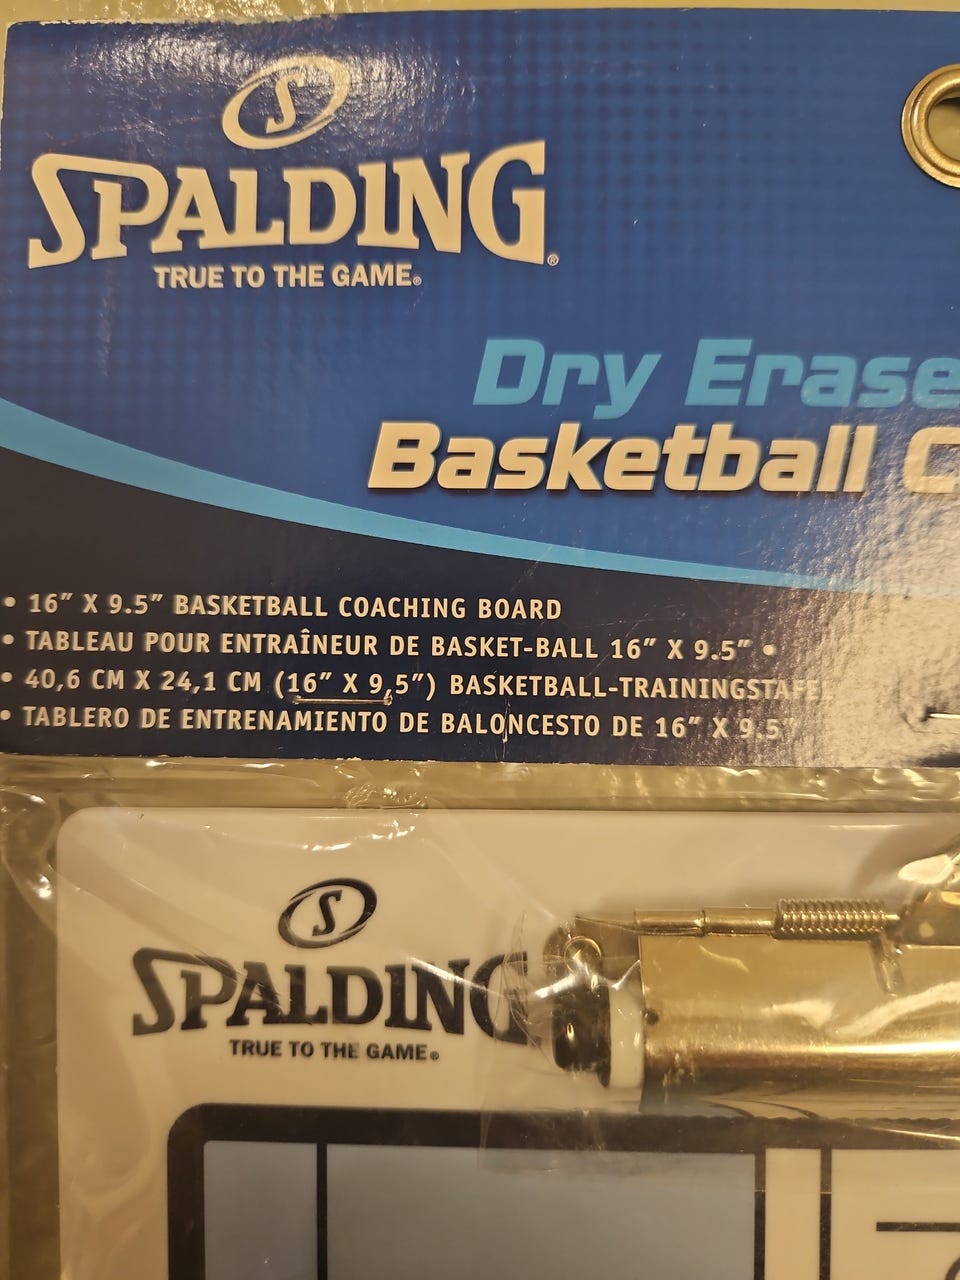 S
SPALDING®
TRUE TO THE GAME®
Dry Erase
Basketball C
• 16” X 9.5” BASKETBALL COACHING BOARD
• TABLEAU POUR ENTRAÎNEUR DE BASKET-BALL 16” X 9.5” •
• 40,6 CM X 24,1 CM (16” X 9,5”) BASKETBALL-TRAININGSTAFEL
• TABLERO DE ENTRENAMIENTO DE BALONCESTO DE 16” X 9.5”
S
SPALDING
TRUE TO THE GAME®